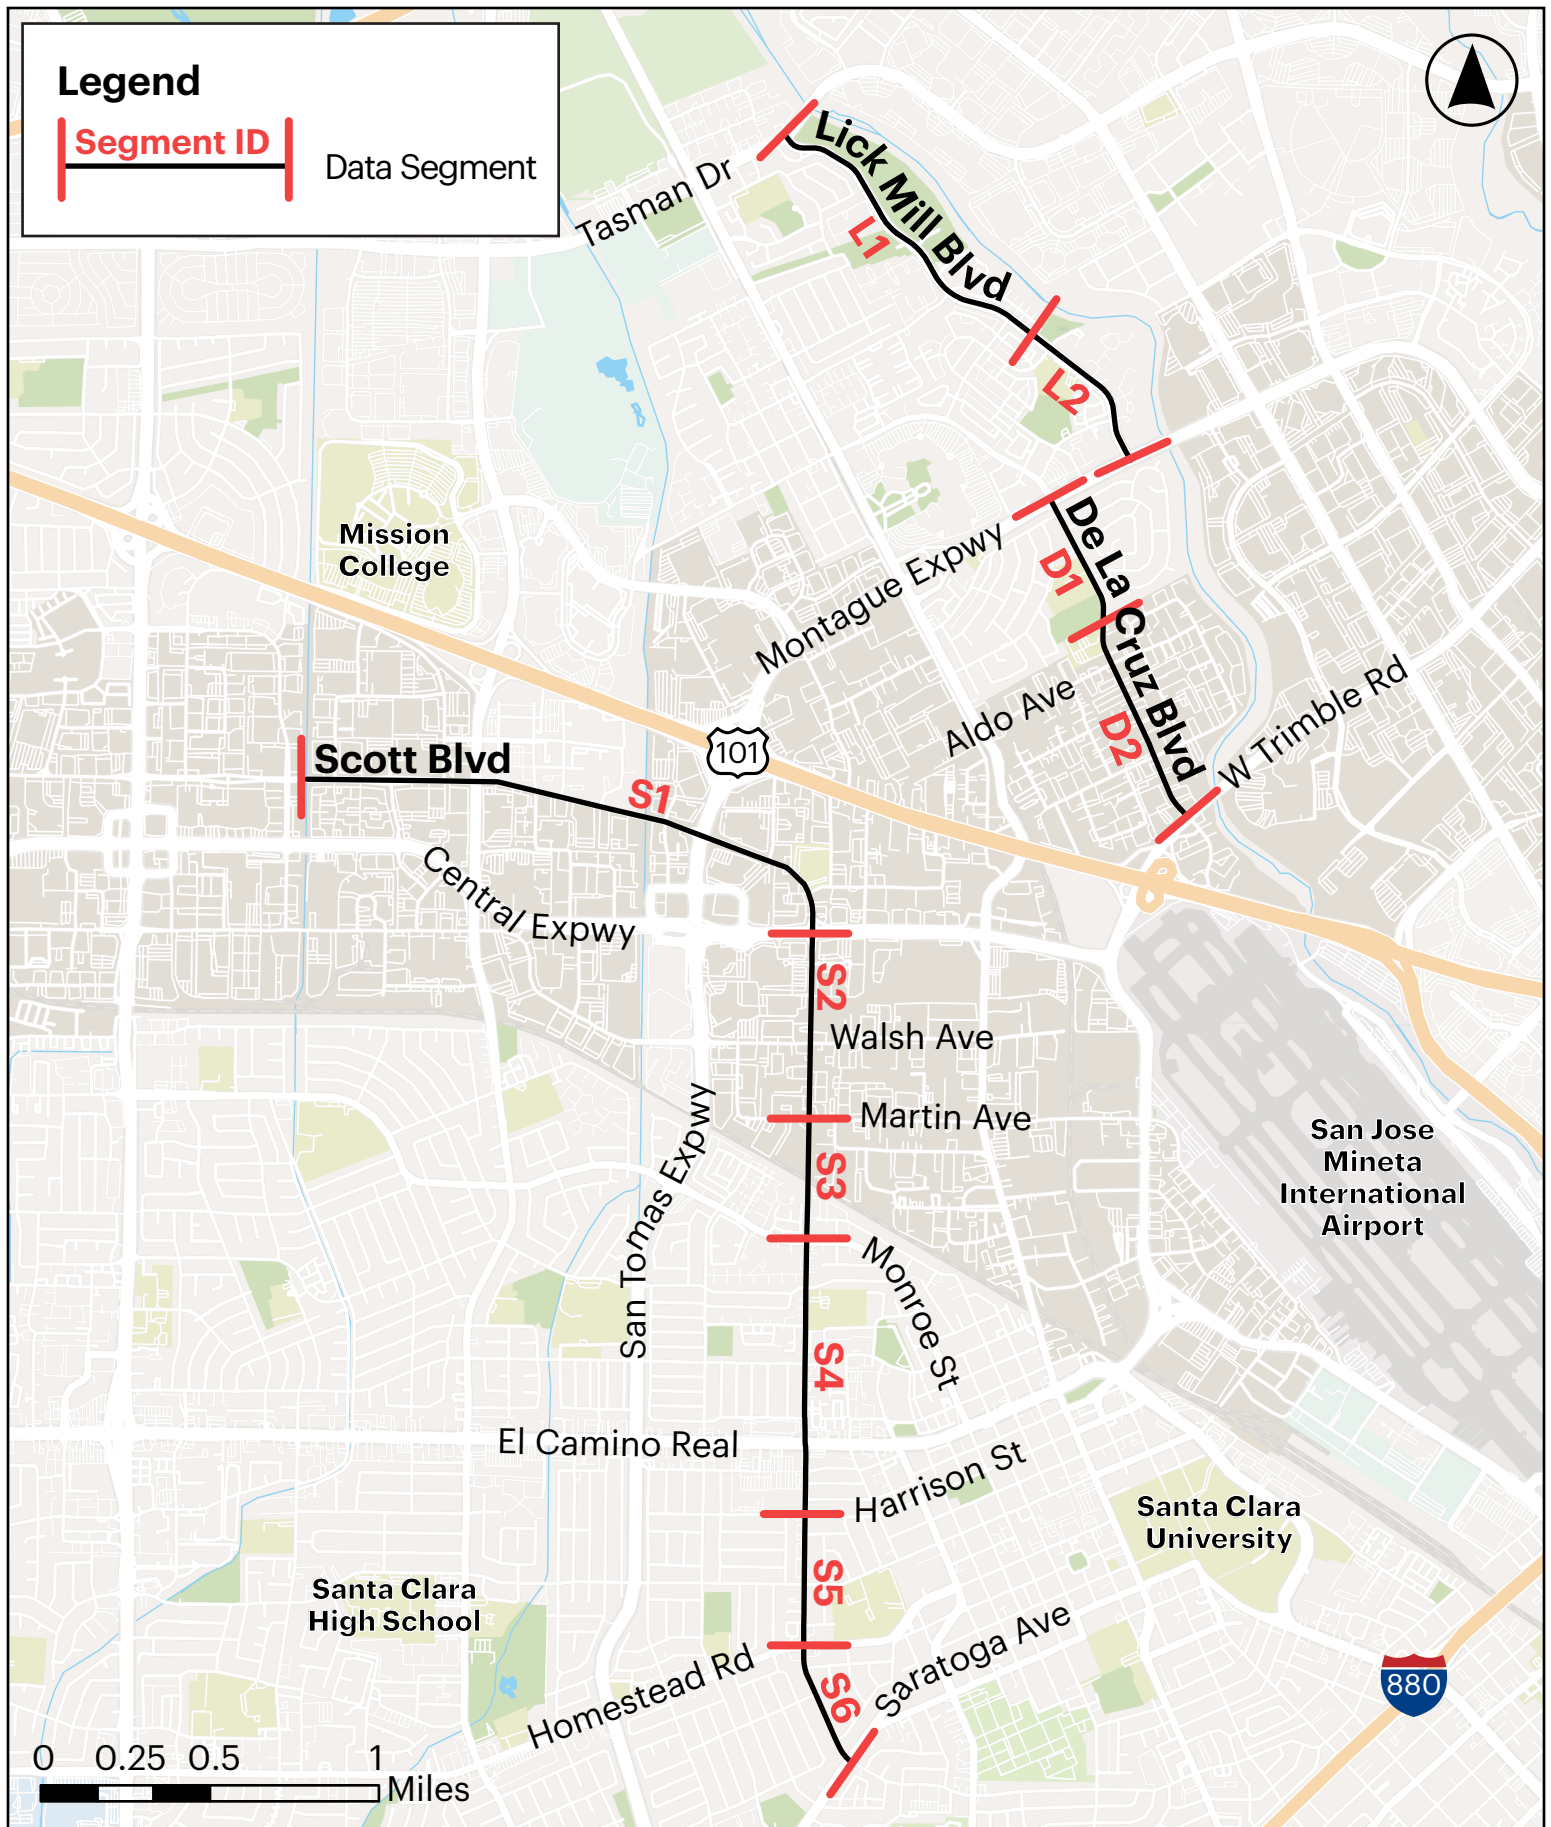 Legend
Segment ID
Data Segment
Lick Mill Blvd
Tasman Dr
L1
L2
De La Cruz Blvd
Mission
College
D1
Montague Expwy
Aldo Ave
D2
W Trimble Rd
101
Scott Blvd
S1
Central Expwy
S2
Walsh Ave
Martin Ave
San Tomas Expwy
S3
San Jose
Mineta
International
Airport
Monroe St
S4
El Camino Real
Harrison St
Santa Clara
University
S5
Santa Clara
High School
Homestead Rd
Saratoga Ave
S6
880
0 0.25 0.5 1
Miles